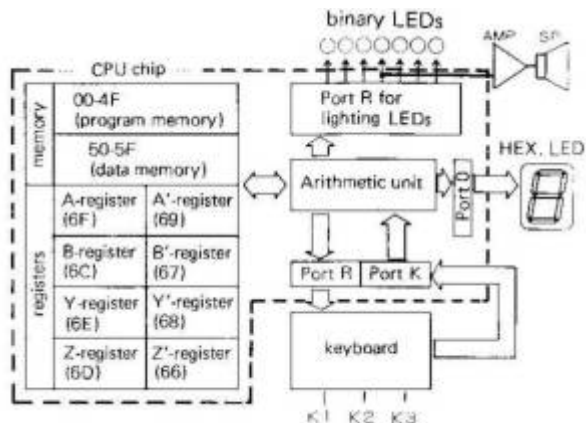 binary LEDs
AMP
SP
CPU chip
memory
00-4F
(program memory)
50-5F
(data memory)
Port R for
lighting LEDs
HEX. LED
Arithmetic unit
Port O
registers
A-register
(6F)
A'-register
(69)
B-register
(6C)
B'-register
(67)
Y-register
(6E)
Y'-register
(68)
Z-register
(6D)
Z'-register
(66)
Port R
Port K
keyboard
K1
K2
K3